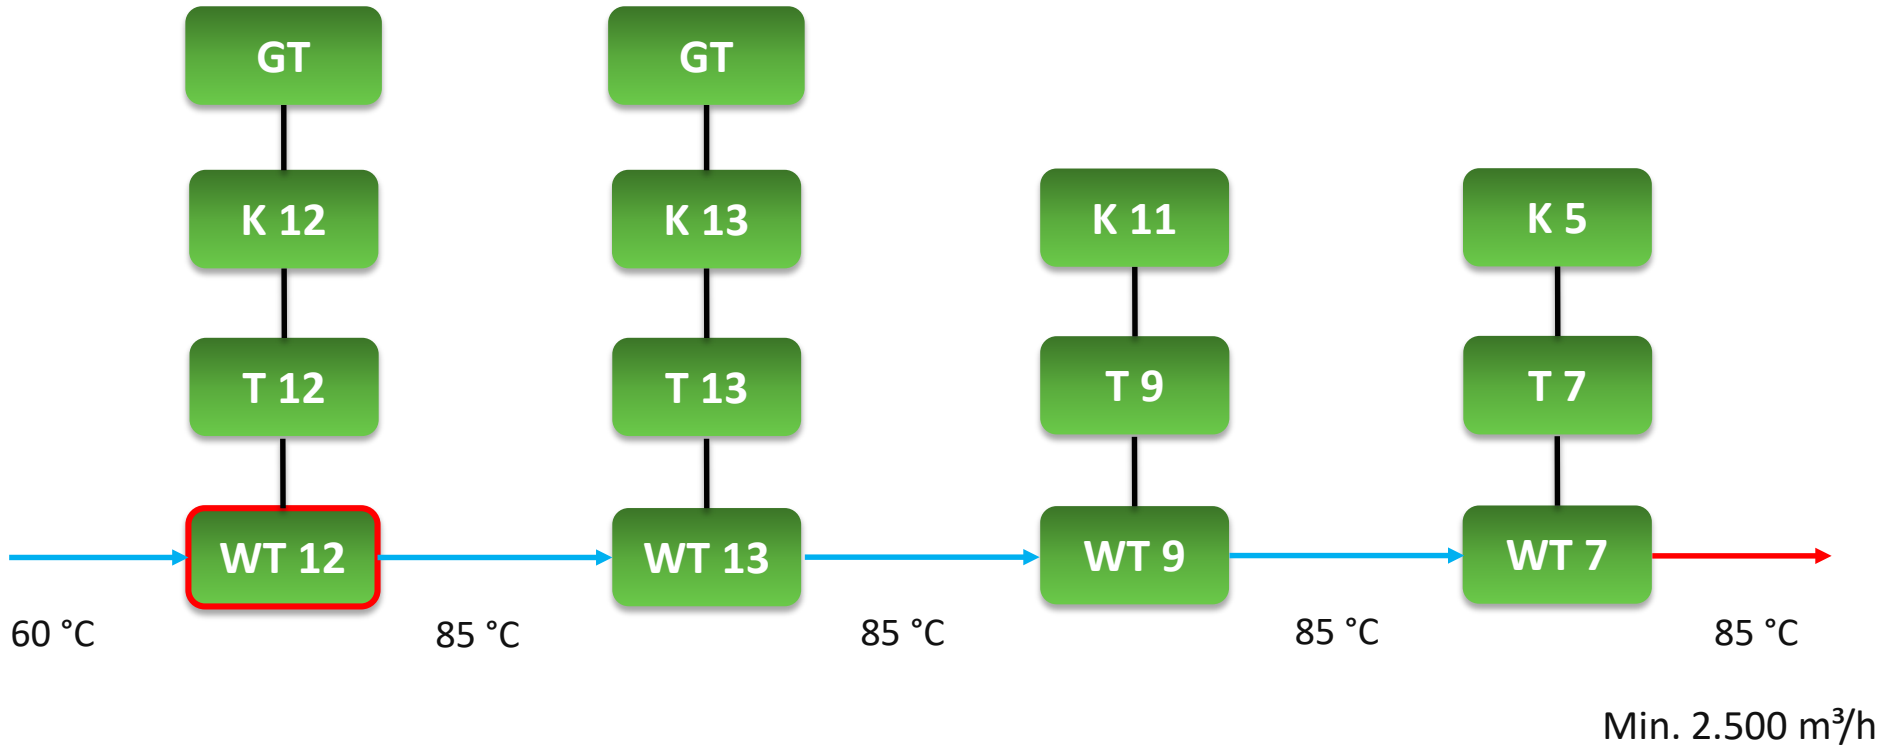 GT
GT
K 12
K 13
K 11
K 5
T 12
T 13
T 9
T 7
WT 12
WT 13
WT 9
WT 7
60 °C
85 °C
85 °C
85 °C
85 °C
Min. 2.500 m³/h